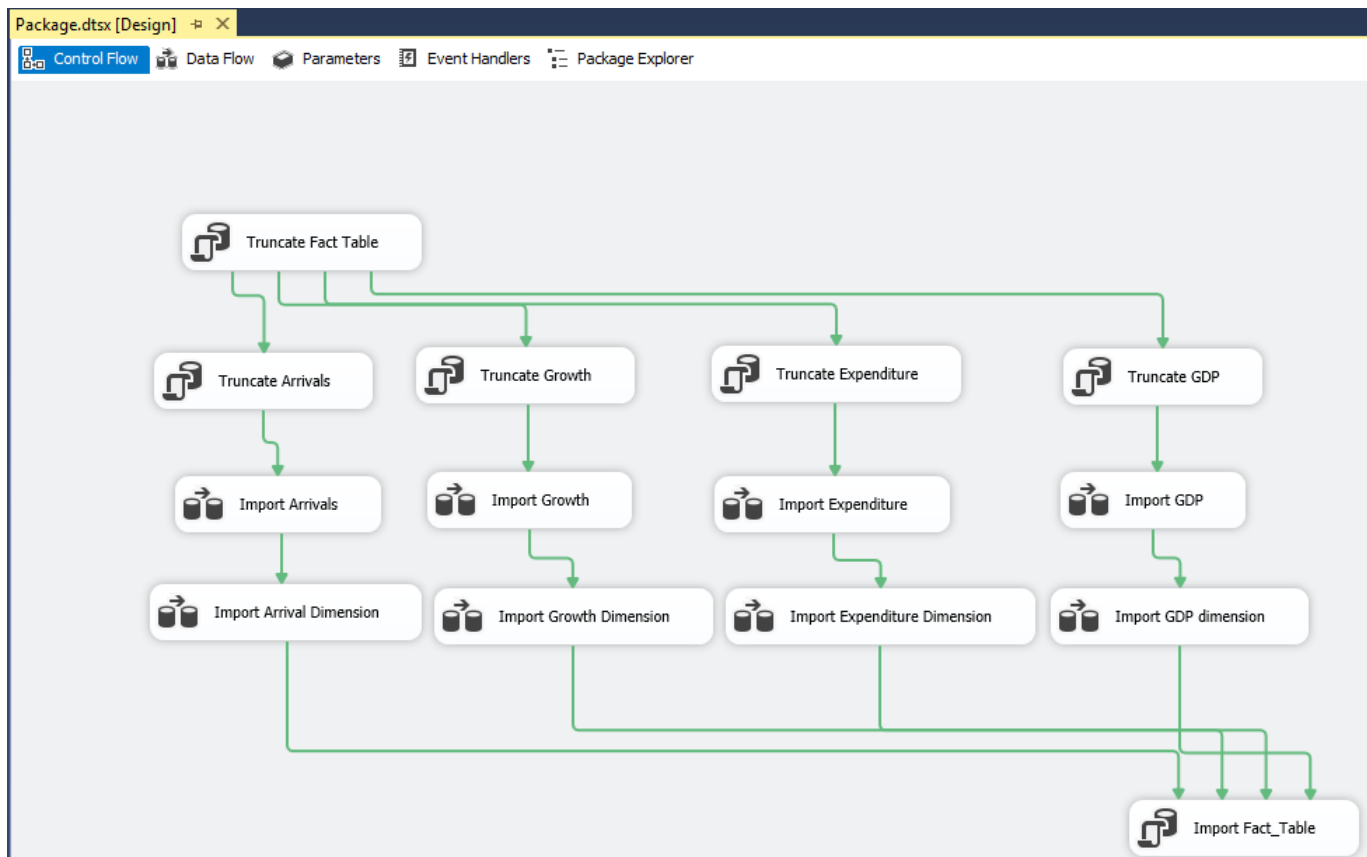 Package.dtsx [Design]
Control Flow Data Flow Parameters Event Handlers Package Explorer
Truncate Fact Table
Truncate Arrivals Truncate Growth Truncate Expenditure Truncate GDP
Import Arrivals Import Growth Import Expenditure Import GDP
Import Arrival Dimension Import Growth Dimension Import Expenditure Dimension Import GDP dimension
Import Fact_Table